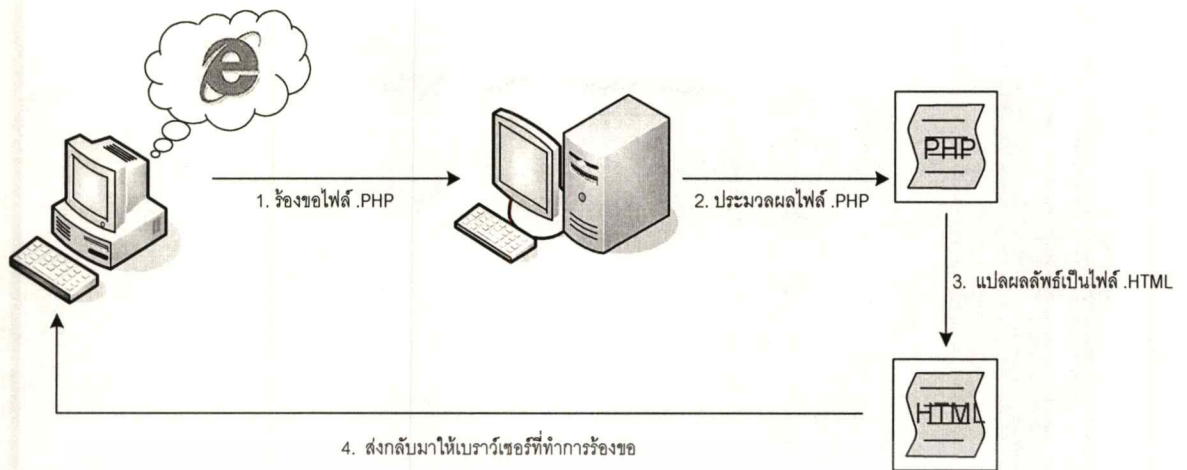 e
1. ร้องขอไฟล์ .PHP
2. ประมวลผลไฟล์ .PHP
PHP
3. แปลผลลัพธ์เป็นไฟล์ .HTML
HTML
4. ส่งกลับมาให้เบราว์เซอร์ที่ทำการร้องขอ